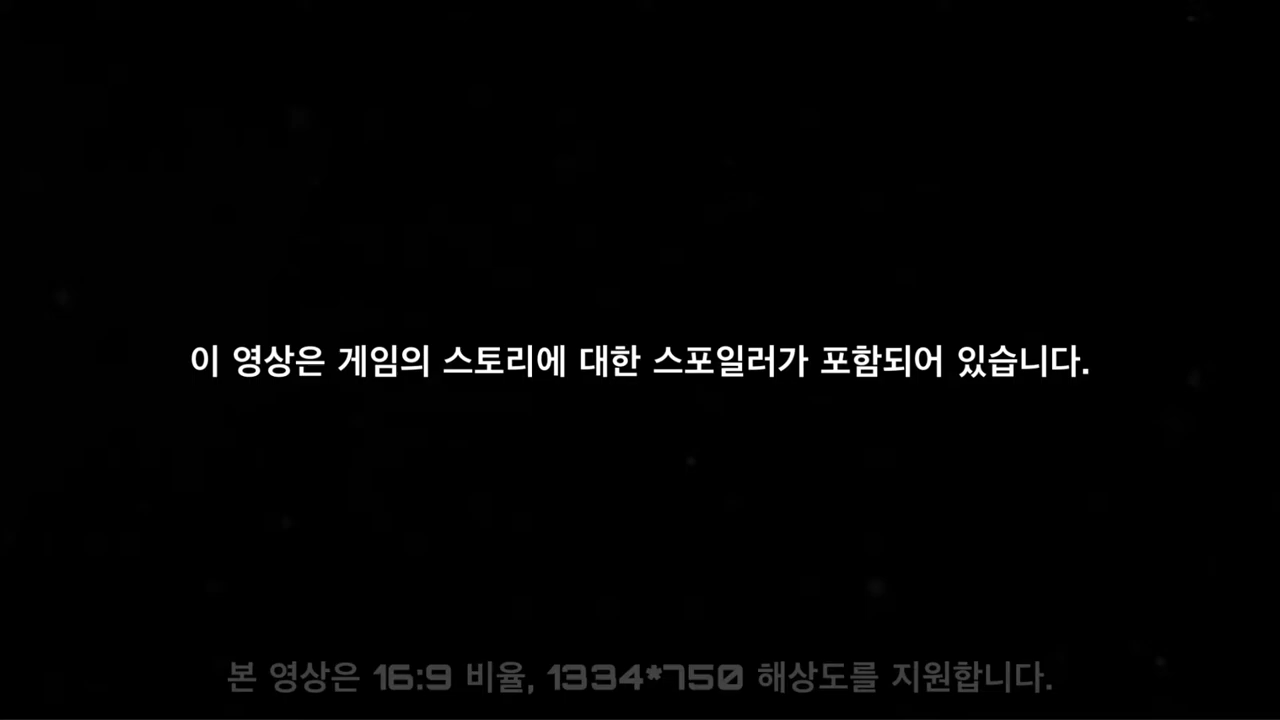 이 영상은 게임의 스토리에 대한 스포일러가 포함되어 있습니다.
본 영상은 16:9 비율, 1334*750 해상도를 지원합니다.